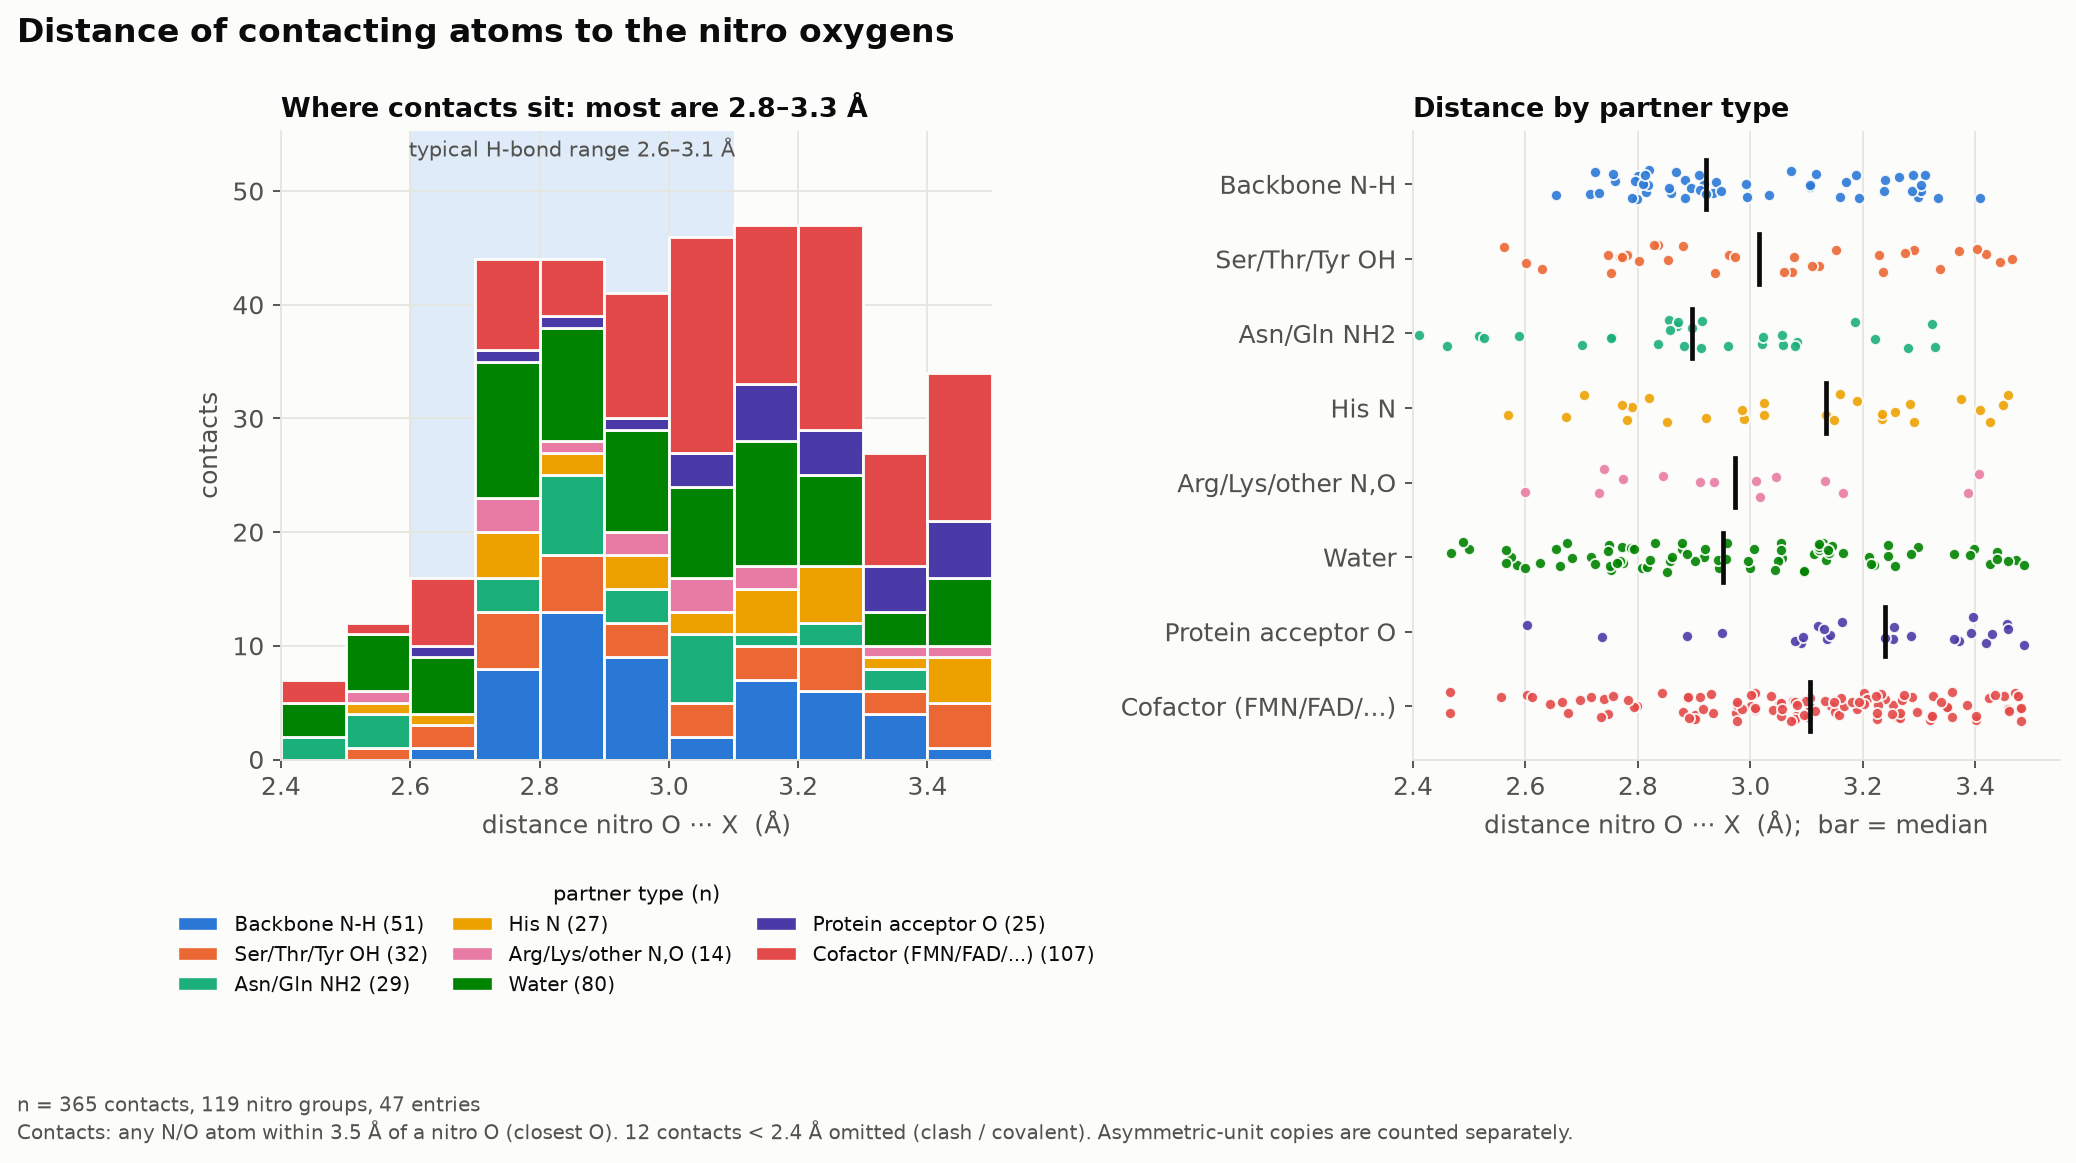 Distance of contacting atoms to the nitro oxygens
Where contacts sit: most are 2.8–3.3 Å
typical H-bond range 2.6–3.1 Å
contacts
50
40
30
20
10
0
2.4 2.6 2.8 3.0 3.2 3.4
distance nitro O ··· X (Å)
Distance by partner type
Backbone N-H
Ser/Thr/Tyr OH
Asn/Gln NH2
His N
Arg/Lys/other N,O
Water
Protein acceptor O
Cofactor (FMN/FAD/...)
2.4 2.6 2.8 3.0 3.2 3.4
distance nitro O ··· X (Å); bar = median
partner type (n)
Backbone N-H (51)
Ser/Thr/Tyr OH (32)
Asn/Gln NH2 (29)
His N (27)
Arg/Lys/other N,O (14)
Water (80)
Protein acceptor O (25)
Cofactor (FMN/FAD/...) (107)
n = 365 contacts, 119 nitro groups, 47 entries
Contacts: any N/O atom within 3.5 Å of a nitro O (closest O). 12 contacts < 2.4 Å omitted (clash / covalent). Asymmetric-unit copies are counted separately.